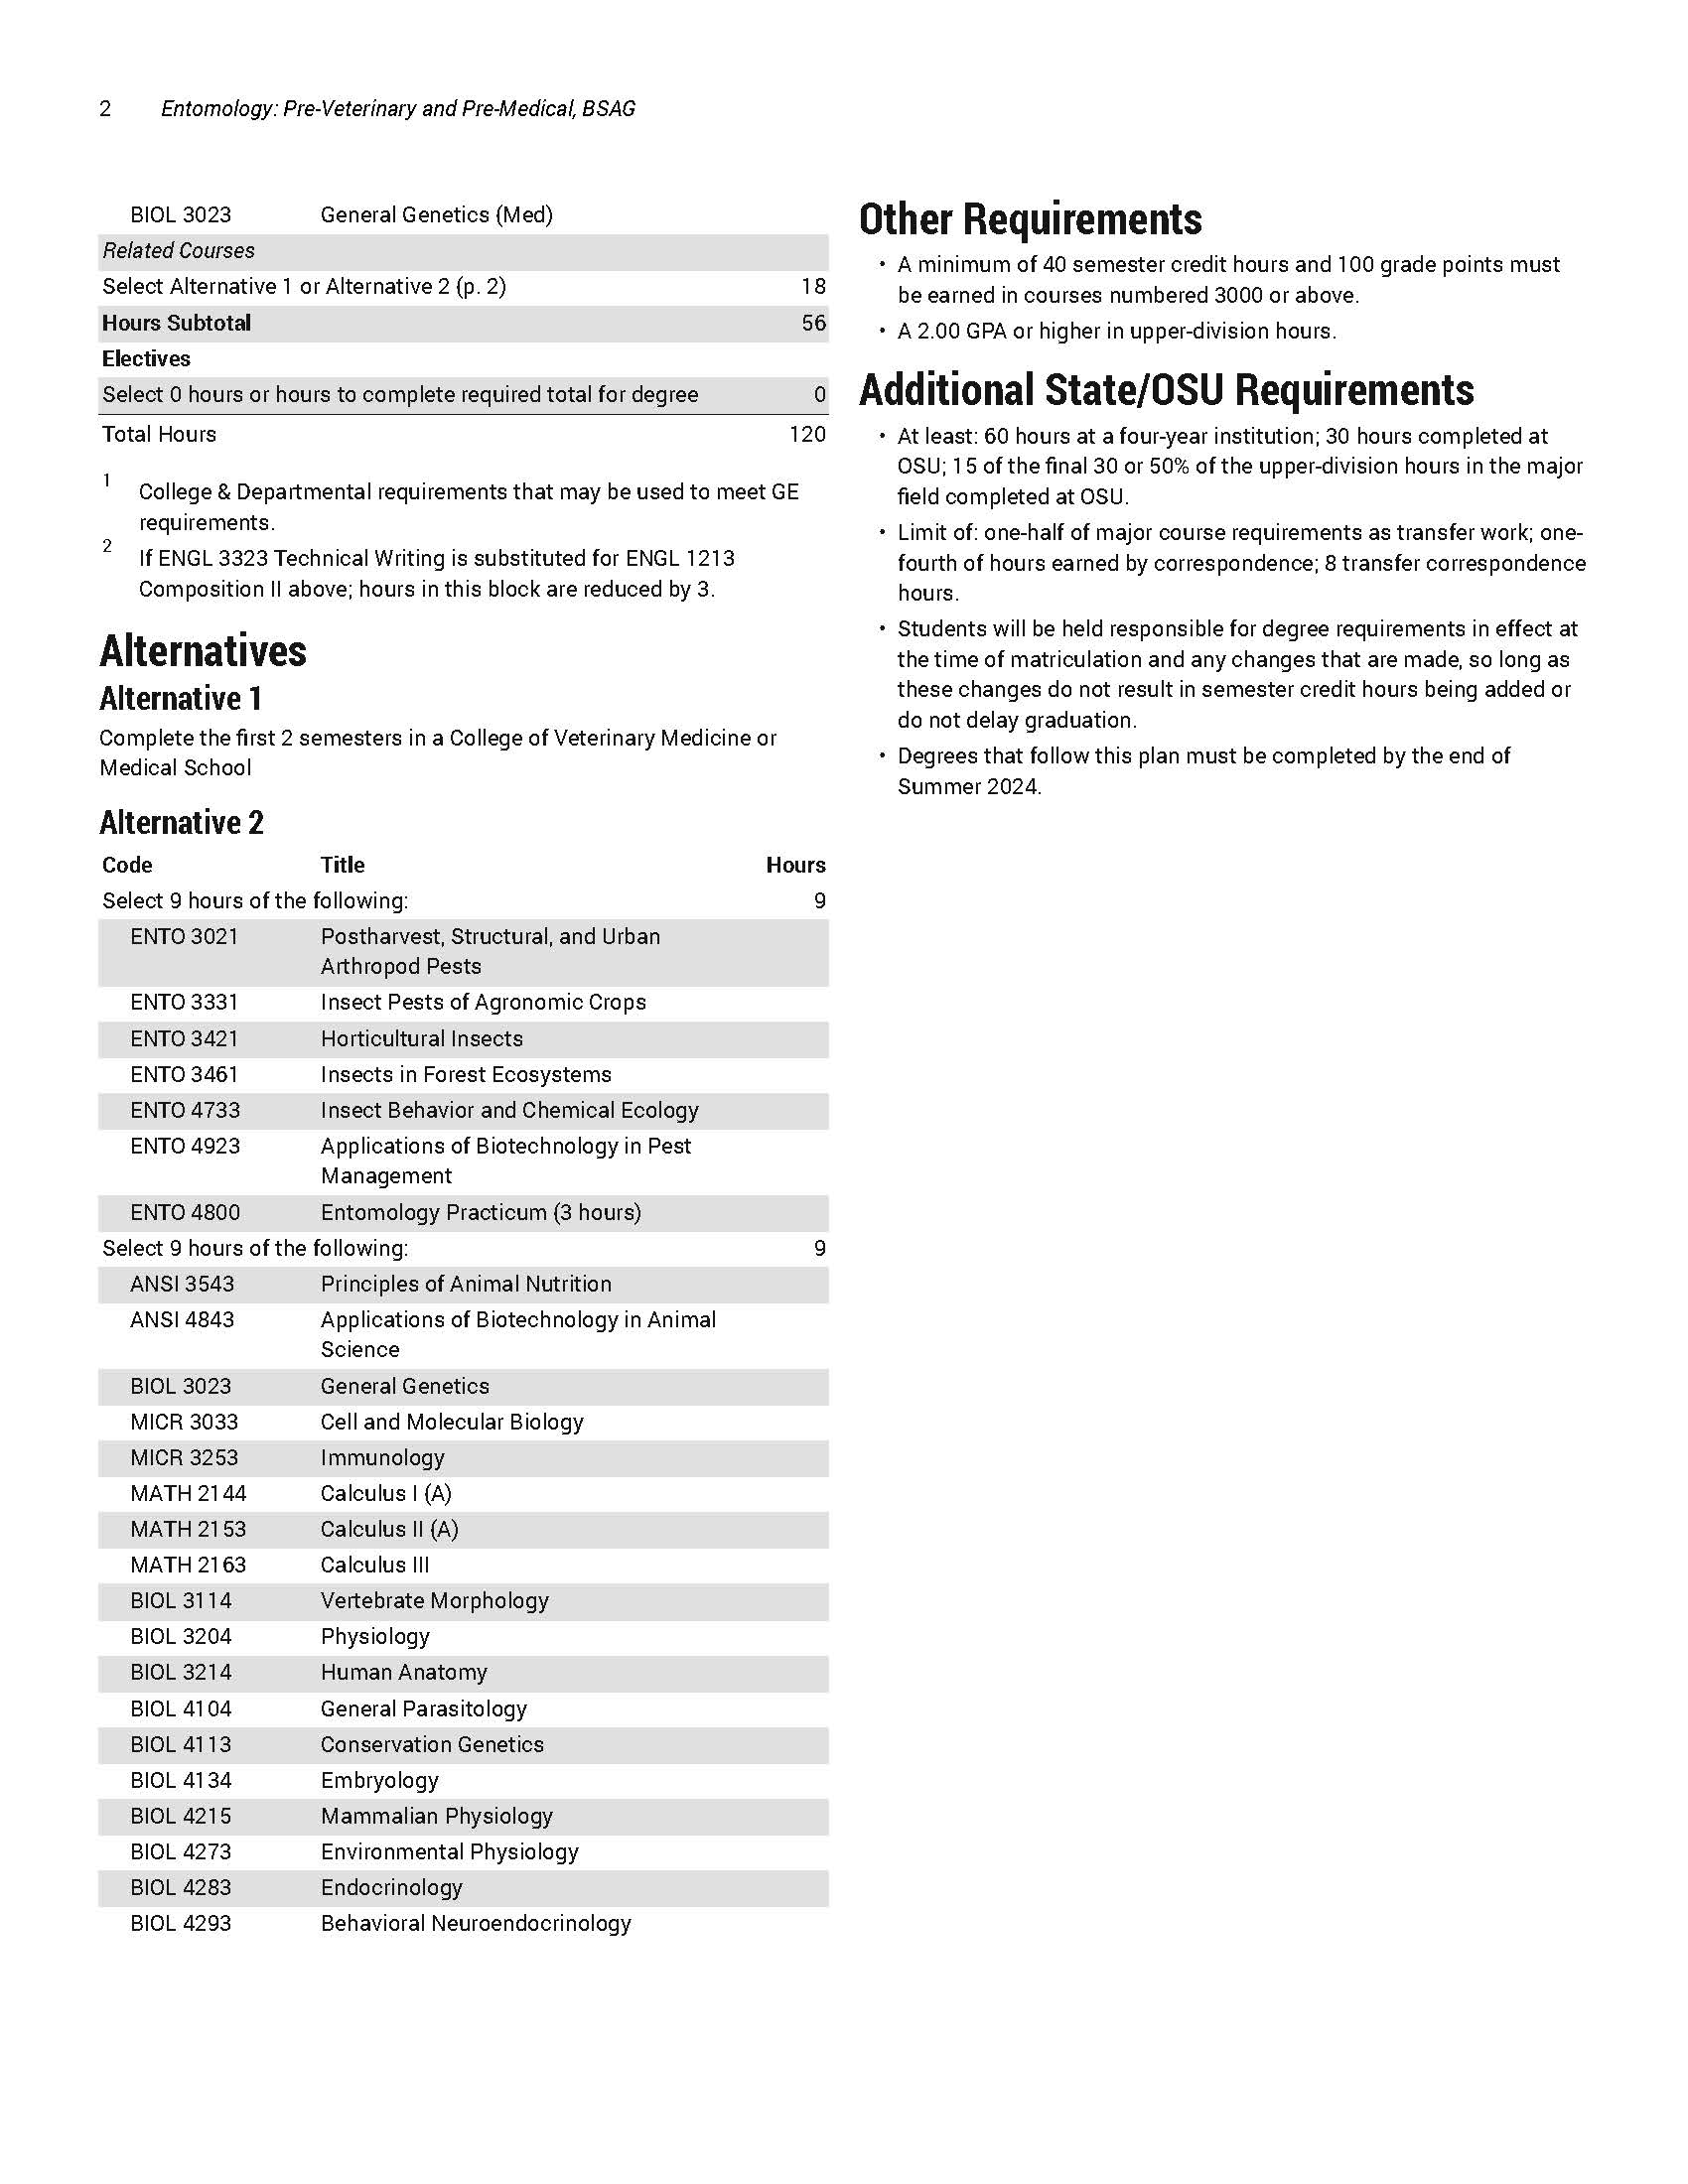 2 Entomology: Pre-Veterinary and Pre-Medical, BSAG
BIOL 3023 General Genetics (Med)
Related Courses
Select Alternative 1 or Alternative 2 (p. 2) 18
Hours Subtotal 56
Electives
Select 0 hours or hours to complete required total for degree 0
Total Hours 120
1 College & Departmental requirements that may be used to meet GE
requirements.
2 If ENGL 3323 Technical Writing is substituted for ENGL 1213
Composition II above; hours in this block are reduced by 3.
Alternatives
Alternative 1
Complete the first 2 semesters in a College of Veterinary Medicine or
Medical School
Alternative 2
Code Title Hours
Select 9 hours of the following: 9
ENTO 3021 Postharvest, Structural, and Urban
Arthropod Pests
ENTO 3331 Insect Pests of Agronomic Crops
ENTO 3421 Horticultural Insects
ENTO 3461 Insects in Forest Ecosystems
ENTO 4733 Insect Behavior and Chemical Ecology
ENTO 4923 Applications of Biotechnology in Pest
Management
ENTO 4800 Entomology Practicum (3 hours)
Select 9 hours of the following: 9
ANSI 3543 Principles of Animal Nutrition
ANSI 4843 Applications of Biotechnology in Animal
Science
BIOL 3023 General Genetics
MICR 3033 Cell and Molecular Biology
MICR 3253 Immunology
MATH 2144 Calculus I (A)
MATH 2153 Calculus II (A)
MATH 2163 Calculus III
BIOL 3114 Vertebrate Morphology
BIOL 3204 Physiology
BIOL 3214 Human Anatomy
BIOL 4104 General Parasitology
BIOL 4113 Conservation Genetics
BIOL 4134 Embryology
BIOL 4215 Mammalian Physiology
BIOL 4273 Environmental Physiology
BIOL 4283 Endocrinology
BIOL 4293 Behavioral Neuroendocrinology
Other Requirements
• A minimum of 40 semester credit hours and 100 grade points must
be earned in courses numbered 3000 or above.
• A 2.00 GPA or higher in upper-division hours.
Additional State/OSU Requirements
• At least: 60 hours at a four-year institution; 30 hours completed at
OSU; 15 of the final 30 or 50% of the upper-division hours in the major
field completed at OSU.
• Limit of: one-half of major course requirements as transfer work; one-
fourth of hours earned by correspondence; 8 transfer correspondence
hours.
• Students will be held responsible for degree requirements in effect at
the time of matriculation and any changes that are made, so long as
these changes do not result in semester credit hours being added or
do not delay graduation.
• Degrees that follow this plan must be completed by the end of
Summer 2024.